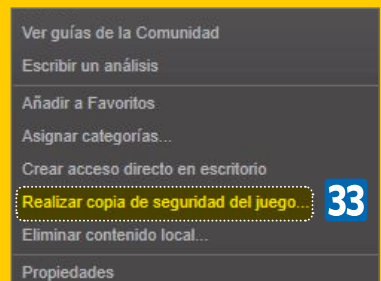 Ver guías de la Comunidad
Escribir un análisis
Añadir a Favoritos
Asignar categorías...
Crear acceso directo en escritorio
Realizar copia de seguridad del juego... 33
Eliminar contenido local...
Propiedades